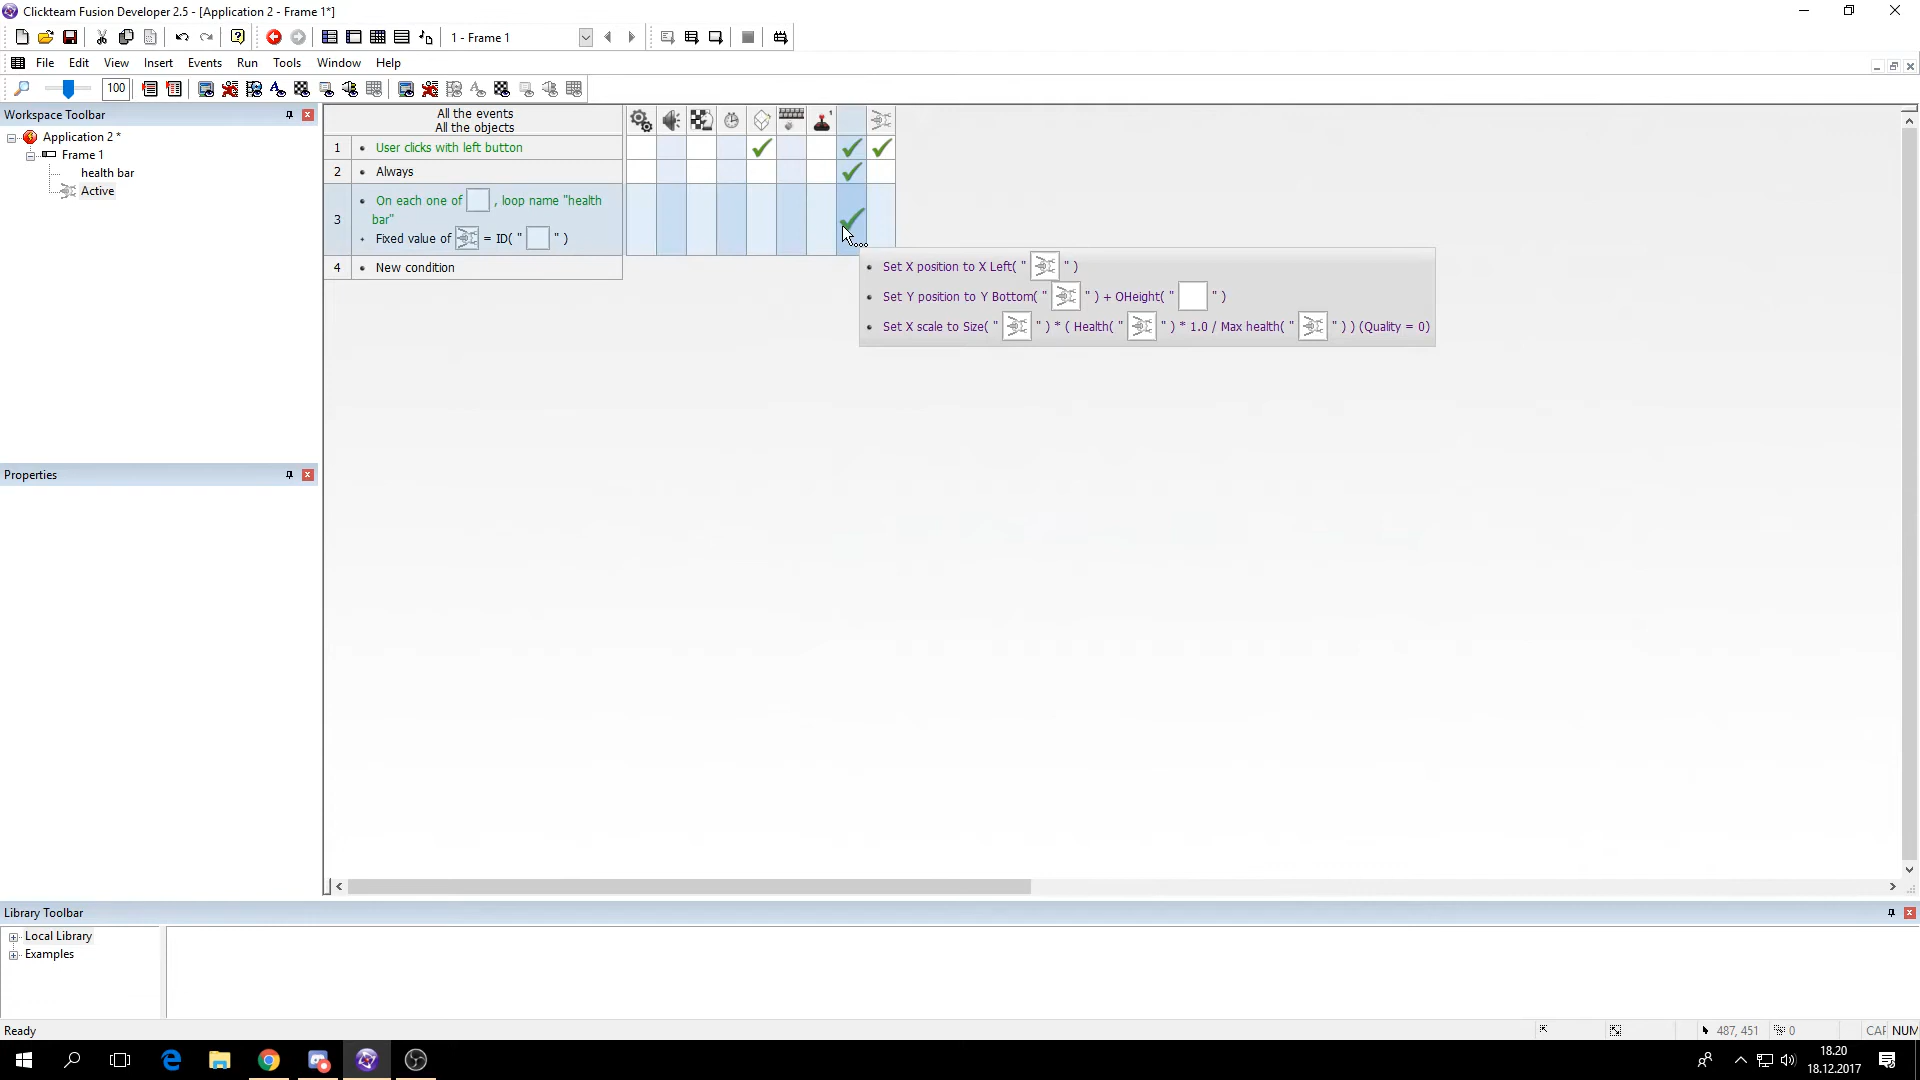 Clickteam Fusion Developer 2.5 - [Application 2 - Frame 1*]
100
1 - Frame 1
File Edit View Insert Events Run Tools Window Help
Workspace Toolbar
Application 2 *
Frame 1
health bar
Active
Properties
All the events
All the objects
1
1 • User clicks with left button
2 • Always
3 • On each one of , loop name "health
bar"
+ Fixed value of = ID( " " )
4 • New condition
• Set X position to X Left( " " )
• Set Y position to Y Bottom( " " ) + OHeight( " " )
• Set X scale to Size( " " ) * ( Health( " " ) * 1.0 / Max health( " " ) ) (Quality = 0)
Library Toolbar
Local Library
Examples
Ready
487, 451
0
CAP
NUM
18.20
18.12.2017